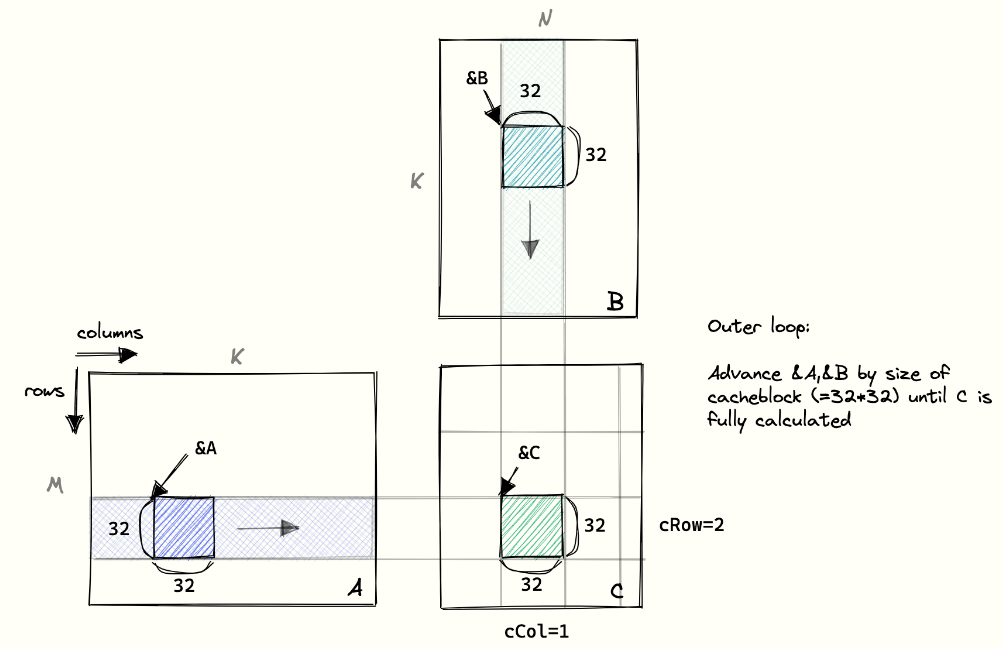 N
&B
32
32
K
B
Outer loop:
Advance &A,&B by size of
cacheblock (=32*32) until C is
fully calculated
columns
rows
K
M
&A
32
32
A
&C
32
32
C
cRow=2
cCol=1